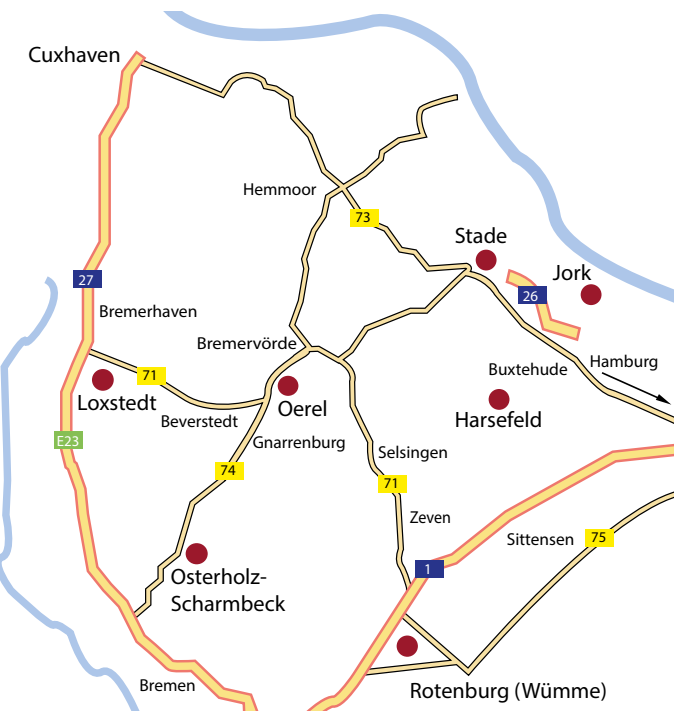 Cuxhaven
Hemmoor
73
Stade
Jork
27
26
Bremerhaven
Bremervörde
Hamburg
Buxtehude
71
Loxstedt
Oerel
Harsefeld
Beverstedt
E23
Gnarrenburg
Selsingen
74
71
Zeven
Sittensen
75
1
Osterholz-
Scharmbeck
Bremen
Rotenburg (Wümme)